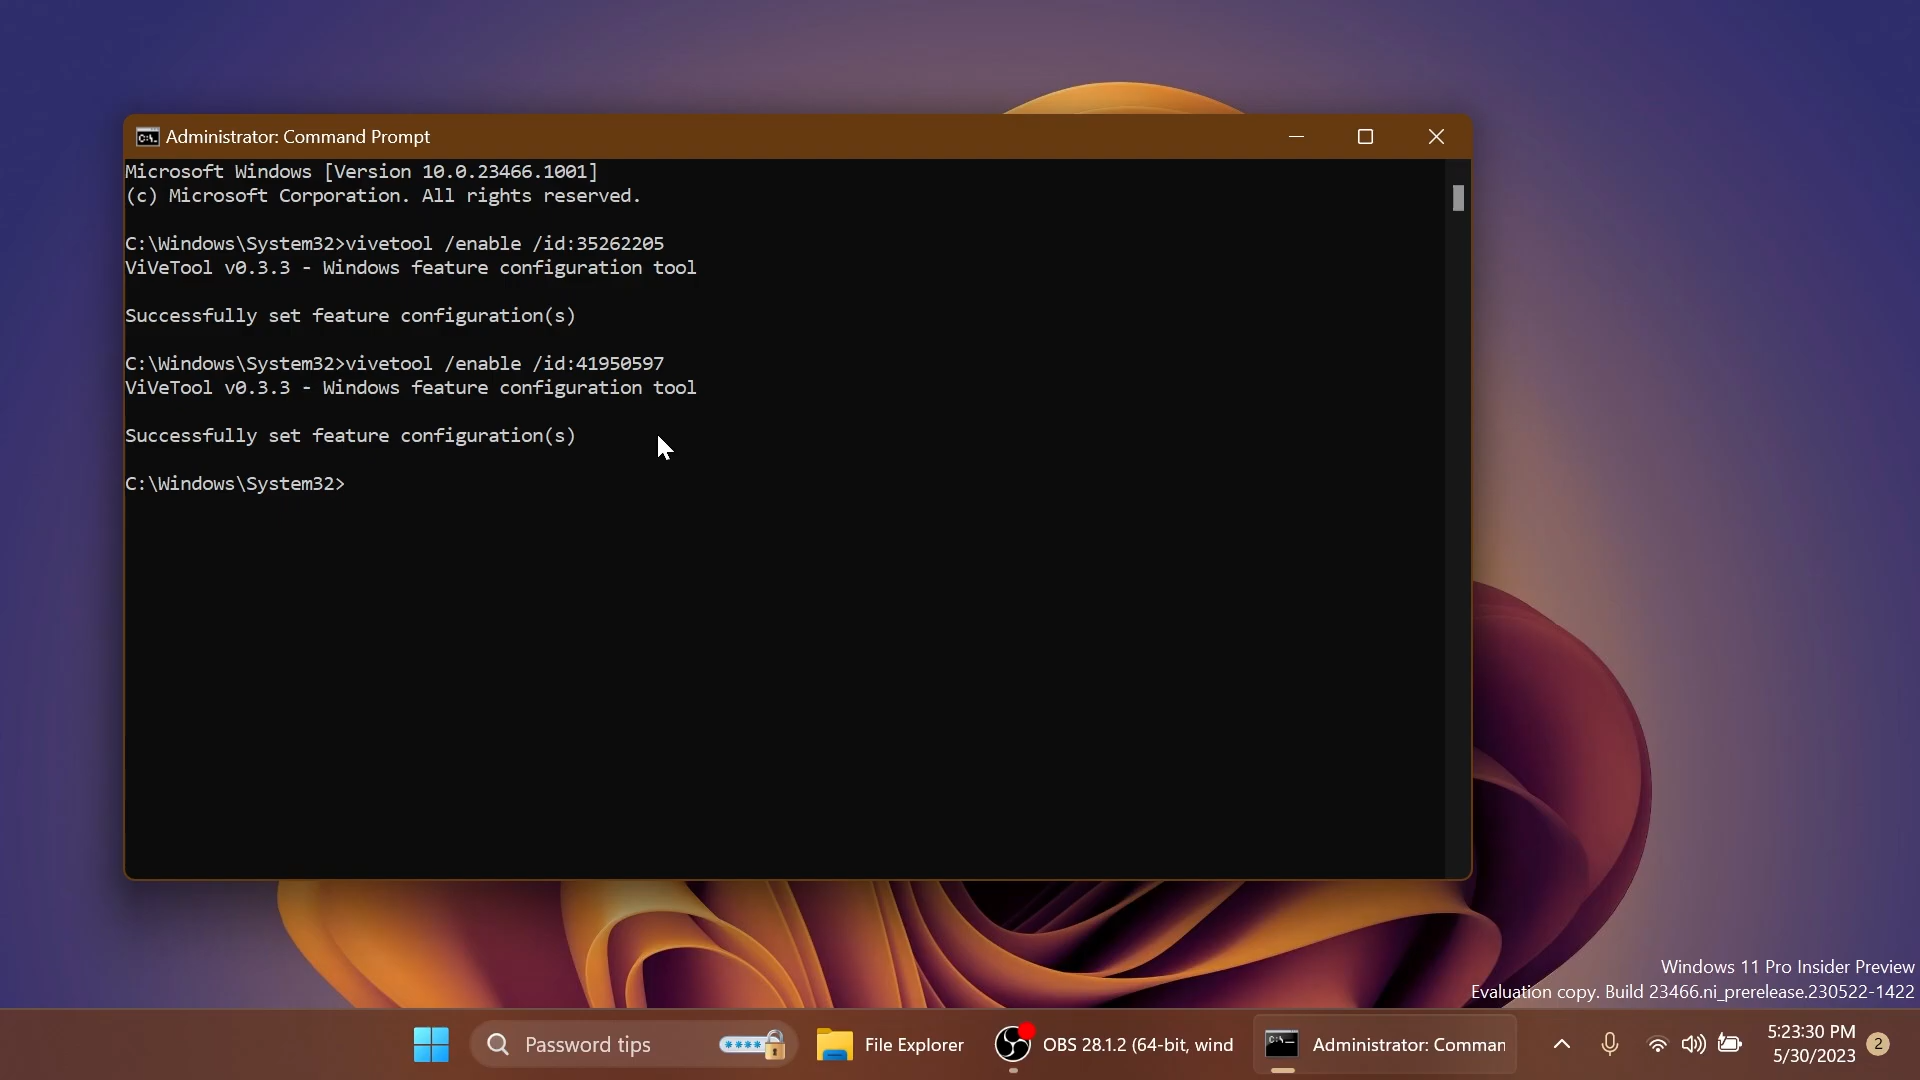 Administrator: Command Prompt
Microsoft Windows [Version 10.0.23466.1001]
(c) Microsoft Corporation. All rights reserved.
C:\Windows\System32>vivetool /enable /id:35262205
ViVeTool v0.3.3 - Windows feature configuration tool
Successfully set feature configuration(s)
C:\Windows\System32>vivetool /enable /id:41950597
ViVeTool v0.3.3 - Windows feature configuration tool
Successfully set feature configuration(s)
C:\Windows\System32>
Windows 11 Pro Insider Preview
Evaluation copy. Build 23466.ni_prerelease.230522-1422
Password tips
File Explorer
OBS 28.1.2 (64-bit, wind
Administrator: Comman
5:23:30 PM
5/30/2023
2